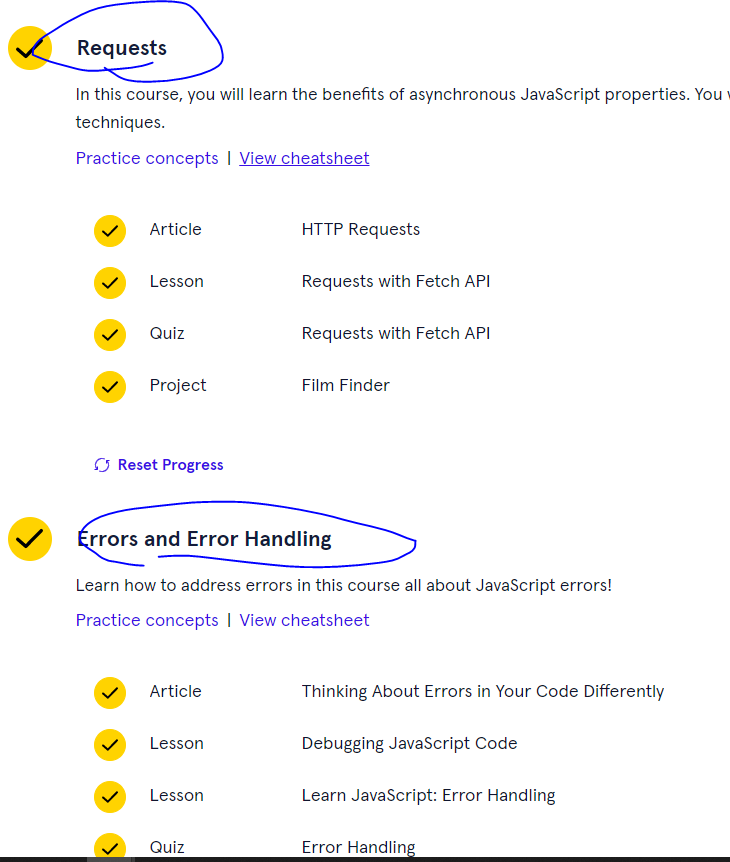 Requests
In this course, you will learn the benefits of asynchronous JavaScript properties. You
techniques.
Practice concepts | View cheatsheet
Article HTTP Requests
Lesson Requests with Fetch API
Quiz Requests with Fetch API
Project Film Finder
Reset Progress
Errors and Error Handling
Learn how to address errors in this course all about JavaScript errors!
Practice concepts | View cheatsheet
Article Thinking About Errors in Your Code Differently
Lesson Debugging JavaScript Code
Lesson Learn JavaScript: Error Handling
Quiz Error Handling